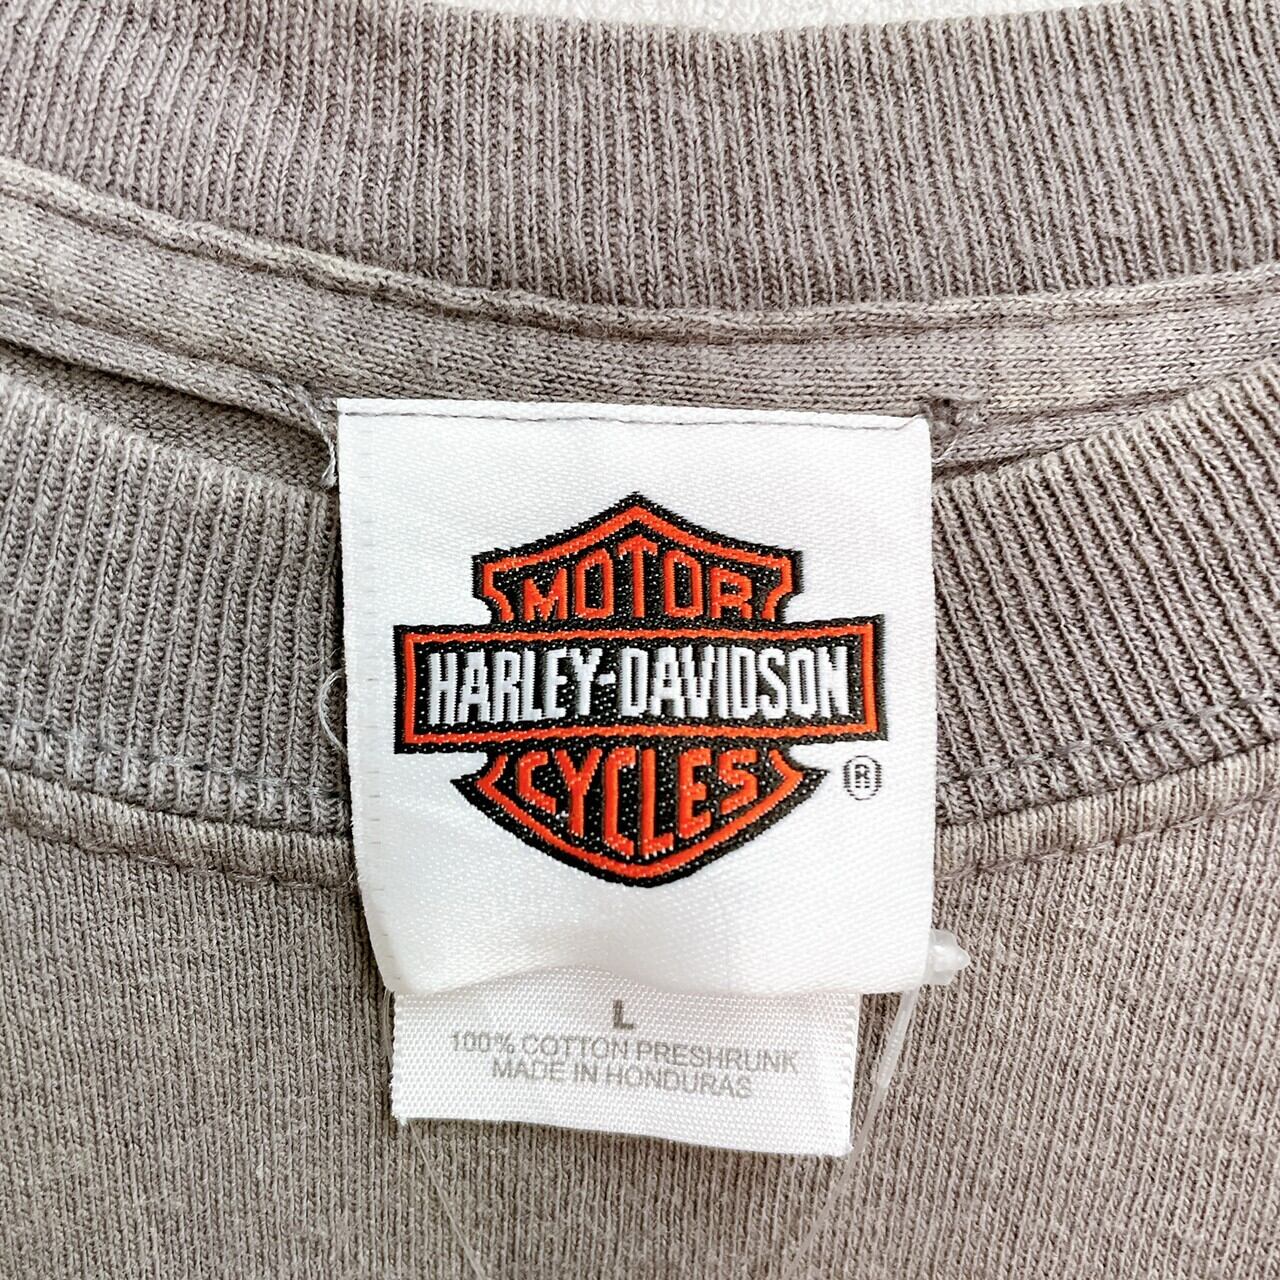 MOTOR
HARLEY-DAVIDSON
CYCLES
®
L
100% COTTON PRESHRUNK
MADE IN HONDURAS